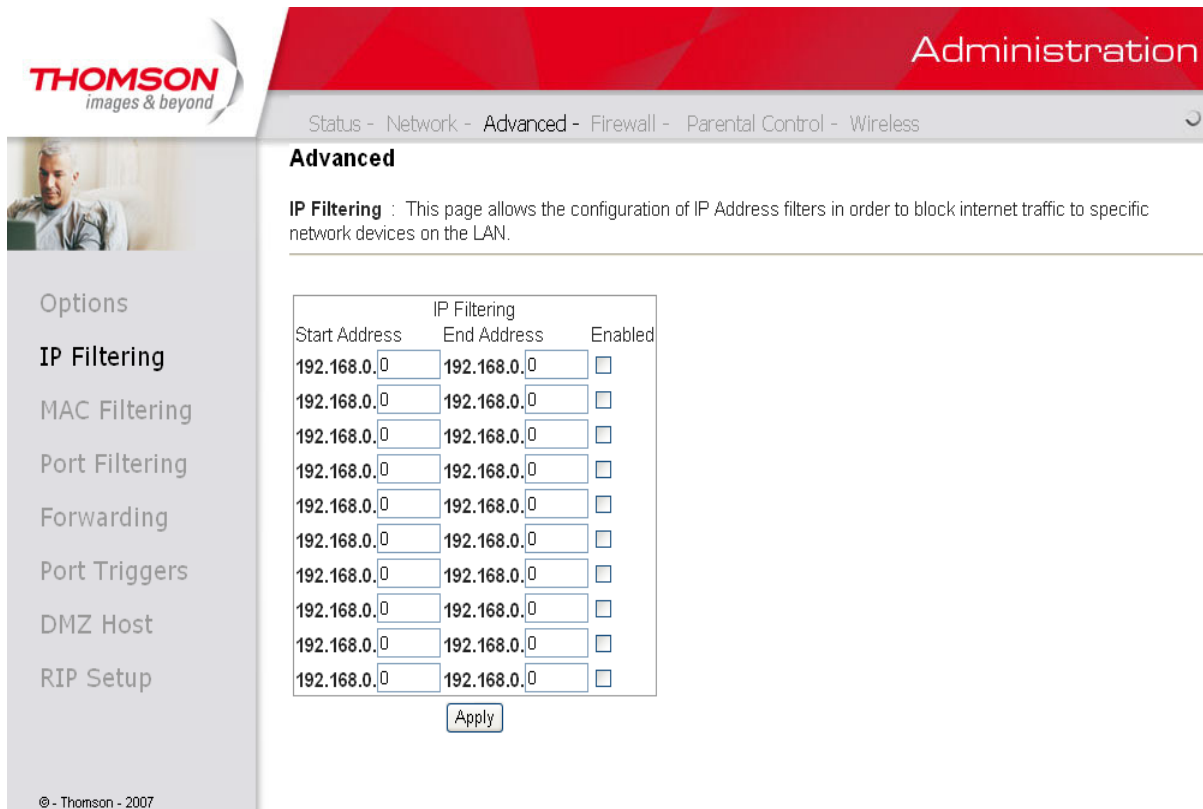 THOMSON
images & beyond
Administration
Status - Network - Advanced - Firewall - Parental Control - Wireless
Advanced
IP Filtering : This page allows the configuration of IP Address filters in order to block internet traffic to specific
network devices on the LAN.
Options
IP Filtering
MAC Filtering
Port Filtering
Forwarding
Port Triggers
DMZ Host
RIP Setup
IP Filtering
Start Address End Address Enabled
192.168.0.0 192.168.0.0
192.168.0.0 192.168.0.0
192.168.0.0 192.168.0.0
192.168.0.0 192.168.0.0
192.168.0.0 192.168.0.0
192.168.0.0 192.168.0.0
192.168.0.0 192.168.0.0
192.168.0.0 192.168.0.0
192.168.0.0 192.168.0.0
192.168.0.0 192.168.0.0
Apply
© - Thomson - 2007